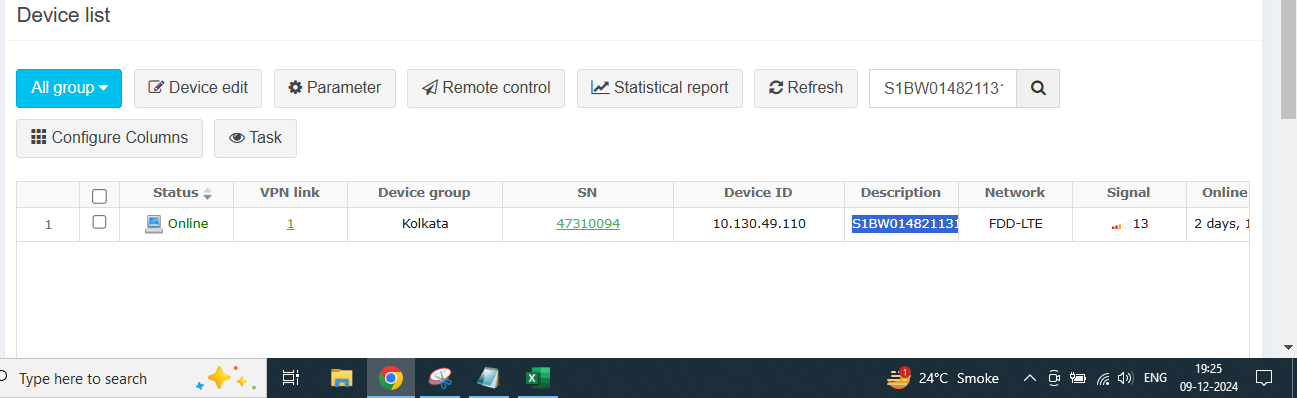 Device list
All group Device edit Parameter Remote control Statistical report Refresh S1BW01482113
Configure Columns Task
Status VPN link Device group SN Device ID Description Network Signal Online
1 Online 1 Kolkata 47310094 10.130.49.110 S1BW014821131 FDD-LTE 13 2 days,
Type here to search 1 24°C Smoke ENG 19:25
09-12-2024